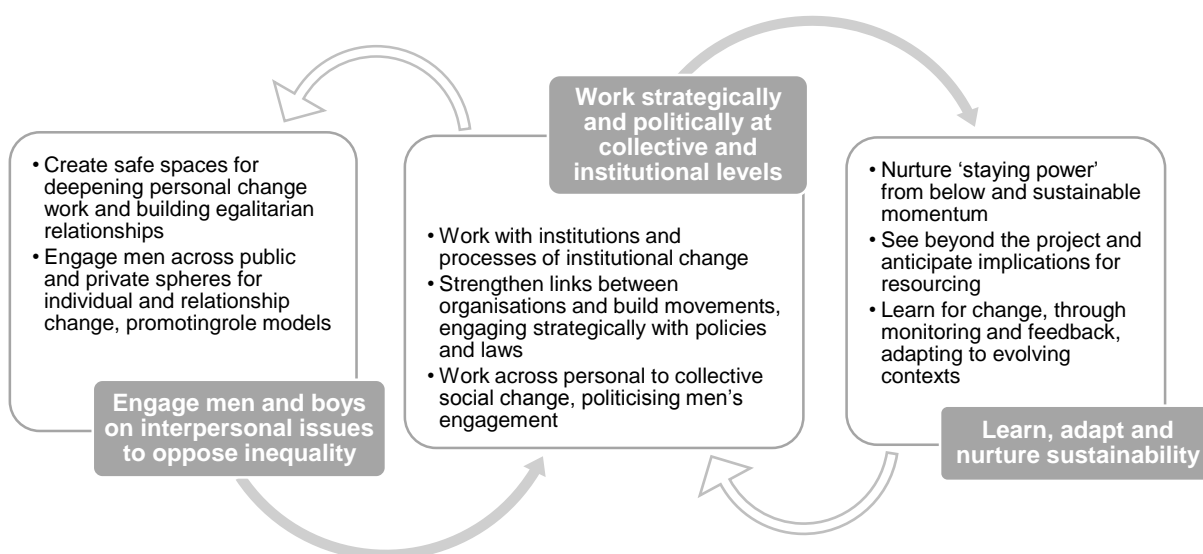 • Create safe spaces for
deepening personal change
work and building egalitarian
relationships
• Engage men across public
and private spheres for
individual and relationship
change, promotingrole models
Engage men and boys
on interpersonal issues
to oppose inequality
Work strategically
and politically at
collective and
institutional levels
• Work with institutions and
processes of institutional change
• Strengthen links between
organisations and build movements,
engaging strategically with policies
and laws
• Work across personal to collective
social change, politicising men’s
engagement
• Nurture ‘staying power’
from below and sustainable
momentum
• See beyond the project and
anticipate implications for
resourcing
• Learn for change, through
monitoring and feedback,
adapting to evolving
contexts
Learn, adapt and
nurture sustainability